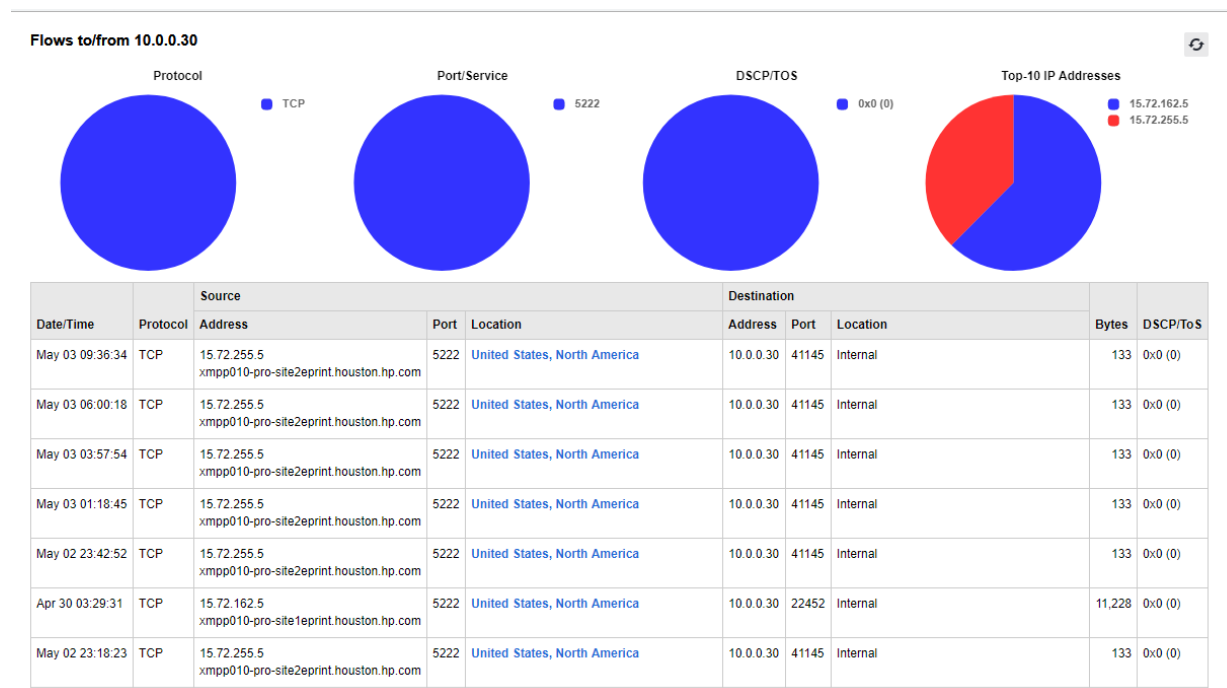 Flows to/from 10.0.0.30
Protocol
TCP
Port/Service
5222
DSCP/TOS
0x0 (0)
Top-10 IP Addresses
15.72.162.5
15.72.255.5
Source Destination
Date/Time Protocol Address Port Location Address Port Location Bytes DSCP/ToS
May 03 09:36:34 TCP 15.72.255.5 5222 United States, North America 10.0.0.30 41145 Internal 133 0x0 (0)
xmpp010-pro-site2eprint.houston.hp.com
May 03 06:00:18 TCP 15.72.255.5 5222 United States, North America 10.0.0.30 41145 Internal 133 0x0 (0)
xmpp010-pro-site2eprint.houston.hp.com
May 03 03:57:54 TCP 15.72.255.5 5222 United States, North America 10.0.0.30 41145 Internal 133 0x0 (0)
xmpp010-pro-site2eprint.houston.hp.com
May 03 01:18:45 TCP 15.72.255.5 5222 United States, North America 10.0.0.30 41145 Internal 133 0x0 (0)
xmpp010-pro-site2eprint.houston.hp.com
May 02 23:42:52 TCP 15.72.255.5 5222 United States, North America 10.0.0.30 41145 Internal 133 0x0 (0)
xmpp010-pro-site2eprint.houston.hp.com
Apr 30 03:29:31 TCP 15.72.162.5 5222 United States, North America 10.0.0.30 22452 Internal 11,228 0x0 (0)
xmpp010-pro-site1eprint.houston.hp.com
May 02 23:18:23 TCP 15.72.255.5 5222 United States, North America 10.0.0.30 41145 Internal 133 0x0 (0)
xmpp010-pro-site2eprint.houston.hp.com